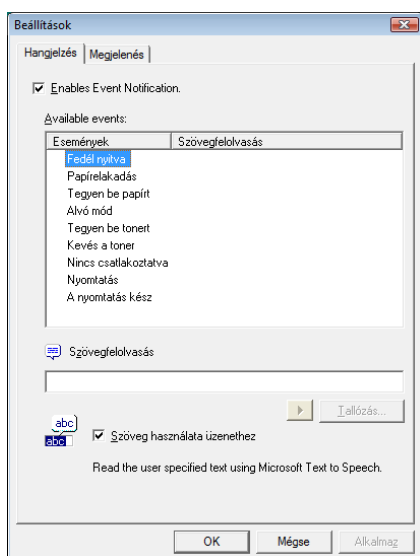 Beállítások
Hangjelzés Megjelenés
Enables Event Notification.
Available events:
Események Szövegfelolvasás
Fedél nyitva
Papírelakadás
Tegyen be papírt
Alvó mód
Tegyen be tonert
Kevés a toner
Nincs csatlakoztatva
Nyomtatás
A nyomtatás kész
Szövegfelolvasás
Tallózás...
abc
abc
Szöveg használata üzenethez
Read the user specified text using Microsoft Text to Speech.
OK Mégse Alkalmaz